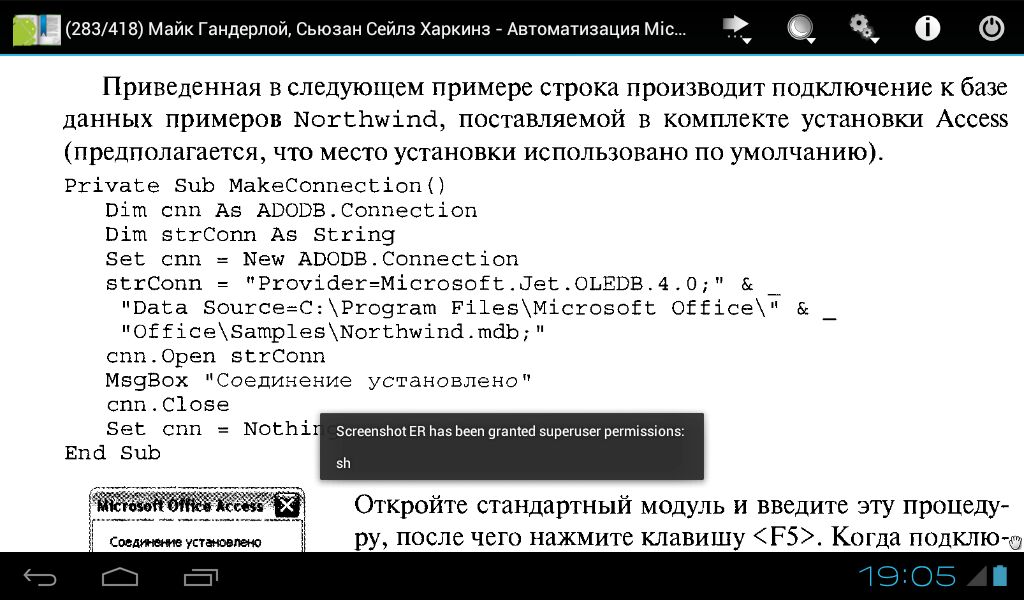 (283/418) Майк Гандерлой, Сьюзан Сейлз Харкинз - Автоматизация Mic...
Приведенная в следующем примере строка производит подключение к базе
данных примеров Northwind, поставляемой в комплекте установки Access
(предполагается, что место установки использовано по умолчанию).
Private Sub MakeConnection()
Dim cnn As ADODB.Connection
Dim strConn As String
Set cnn = New ADODB.Connection
strConn = "Provider=Microsoft.Jet.OLEDB.4.0;" & _
"Data Source=C:\Program Files\Microsoft Office\" & _
"Office\Samples\Northwind.mdb;"
cnn.Open strConn
MsgBox "Соединение установлено"
cnn.Close
Set cnn = Nothin
End Sub
Screenshot ER has been granted superuser permissions:
sh
Microsoft Office Access
Соединение установлено
Откройте стандартный модуль и введите эту процеду-
ру, после чего нажмите клавишу <F5>. Когда подклю-
19:05